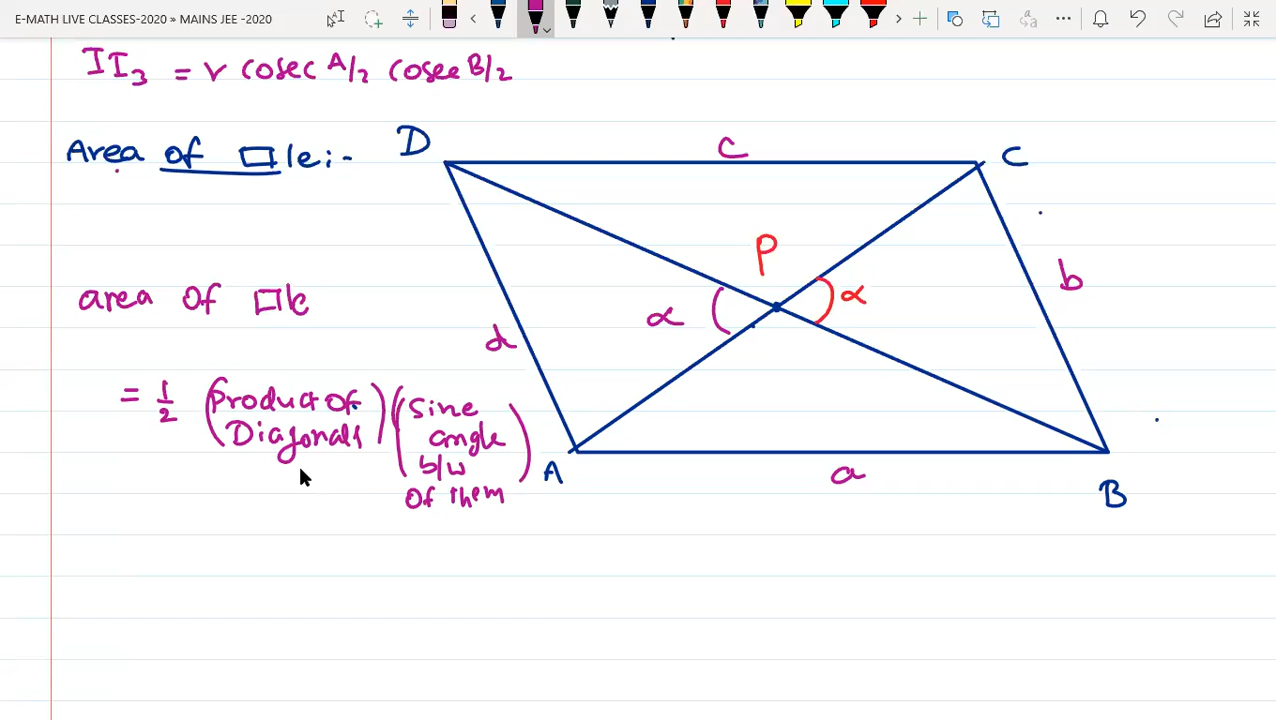 E-MATH LIVE CLASSES-2020 » MAINS JEE -2020
II₃ = r cosec A/2 cosec B/2
Area of □le:-
D
c
C
P
α
α
b
area of □le
d
= 1/2 (Product of Diagonals) (Sine angle b/w of them)
A
a
B